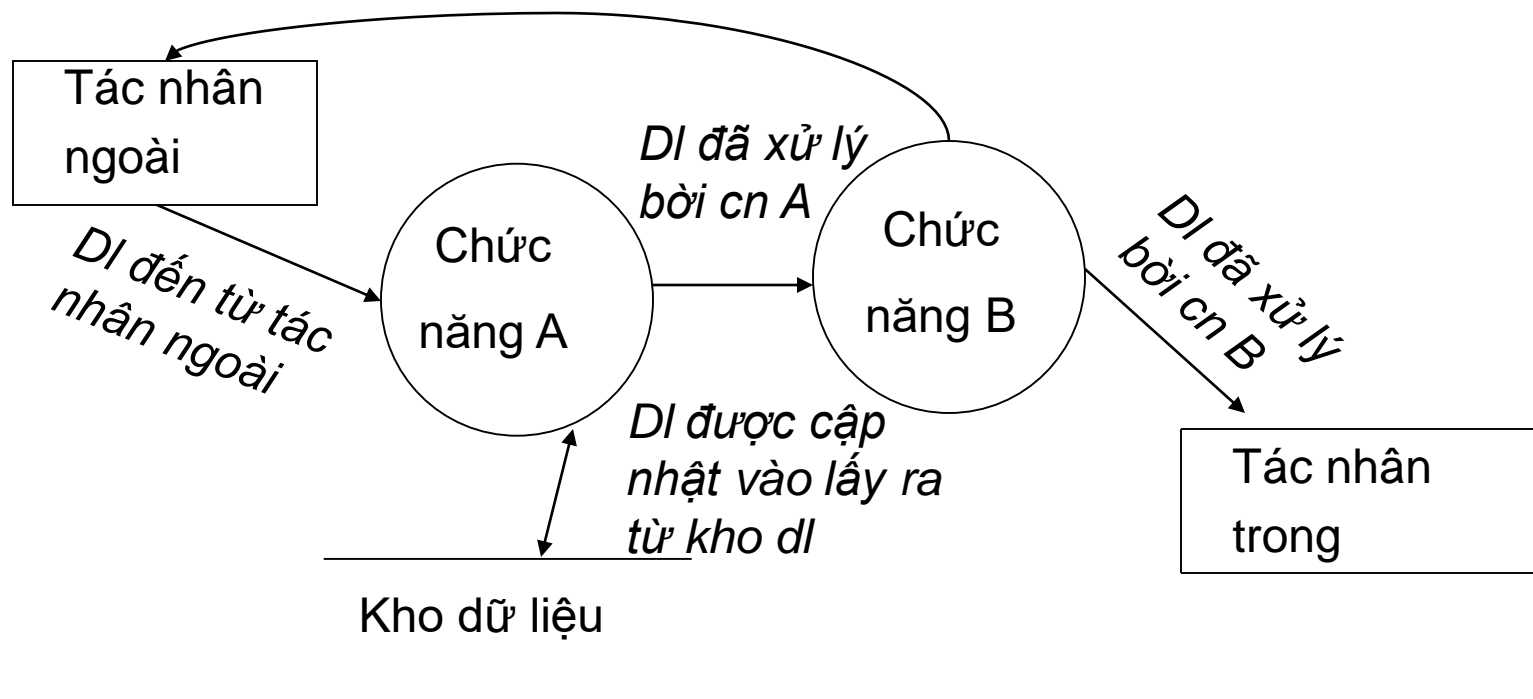 Tác nhân
ngoài
Dl đến từ tác
nhân ngoài
Chức
năng A
Dl đã xử lý
bời cn A
Chức
năng B
Dl đã xử lý
bời cn B
Dl được cập
nhật vào lấy ra
từ kho dl
Tác nhân
trong
Kho dữ liệu